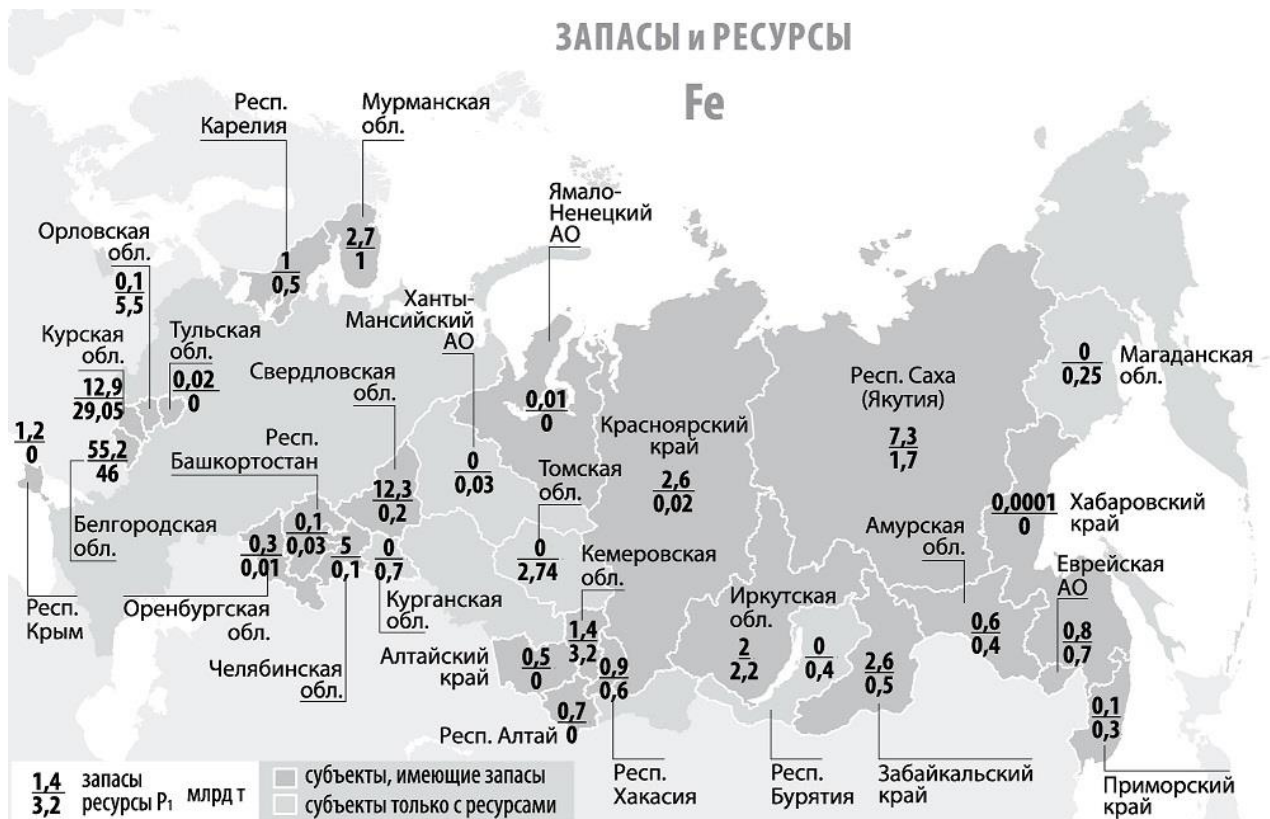 ЗАПАСЫ и РЕСУРСЫ
Fe
Респ.
Карелия
1
0,5
Мурманская
обл.
2,7
1
Ямало-
Ненецкий
АО
0,01
0
Орловская
обл.
0,1
5,5
Ханты-
Мансийский
АО
0
0,03
Курская
обл.
12,9
29,05
Тульская
обл.
0,02
0
Свердловская
обл.
12,3
0,2
Респ. Саха
(Якутия)
7,3
1,7
0
0,25
Магаданская
обл.
Красноярский
край
2,6
0,02
1,2
0
Респ.
Крым
55,2
46
Белгородская
обл.
Респ.
Башкортостан
0,1
0,03
Томская
обл.
0
2,74
0,0001
0
Хабаровский
край
0,3
0,01
Оренбургская
обл.
5
0,1
Челябинская
обл.
0
0,7
Курганская
обл.
Кемеровская
обл.
1,4
3,2
Амурская
обл.
0,6
0,4
Еврейская
АО
0,8
0,7
Иркутская
обл.
2
2,2
0
0,4
2,6
0,5
Алтайский
край
0,5
0
0,9
0,6
0,7
0
Респ. Алтай
0,1
0,3
Респ.
Хакасия
Респ.
Бурятия
Забайкальский
край
Приморский
край
1,4
3,2
запасы
ресурсы P₁
млрд т
субъекты, имеющие запасы
субъекты только с ресурсами